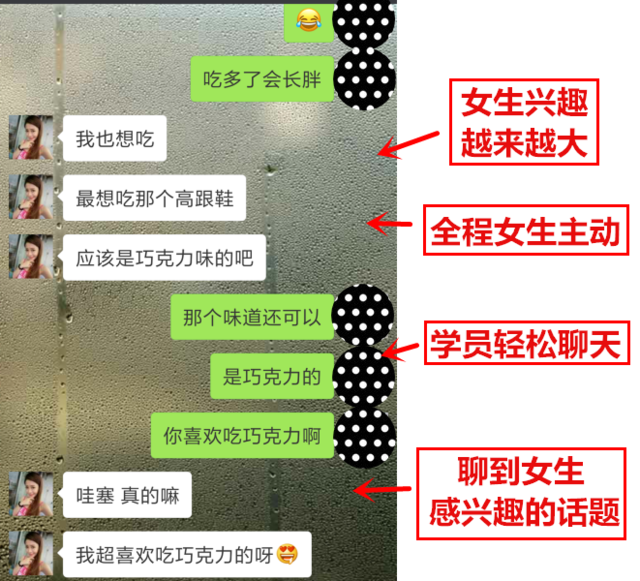 吃多了会长胖
我也想吃
最想吃那个高跟鞋
应该是巧克力味的吧
那个味道还可以
是巧克力的
你喜欢吃巧克力啊
哇塞 真的嘛
我超喜欢吃巧克力的呀😍
女生兴趣
越来越大
全程女生主动
学员轻松聊天
聊到女生
感兴趣的话题